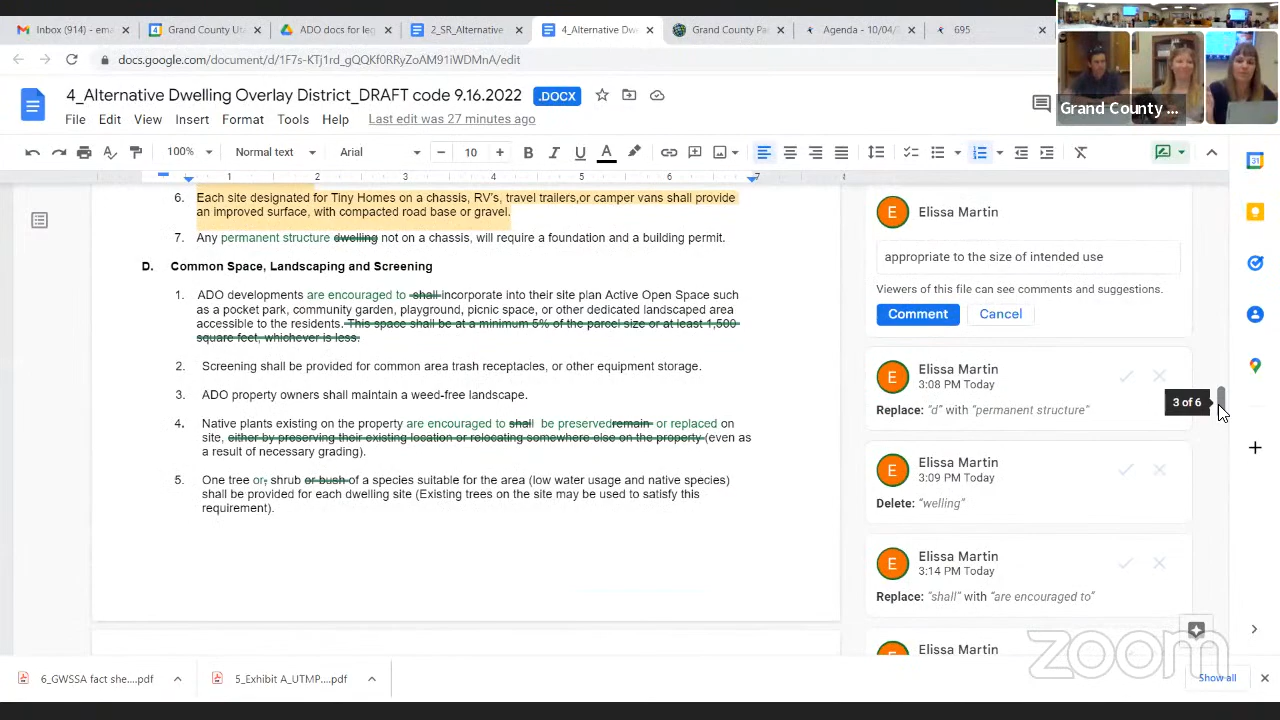 Inbox (914) - ema
Grand County Uta
ADO docs for leg
2_SR_Alternative
4_Alternative Dwe
Grand County Pa
Agenda - 10/04/
695
docs.google.com/document/d/1F7s-KTj1rd_gQQKf0RRyZoAM91iWDMnA/edit
4_Alternative Dwelling Overlay District_DRAFT code 9.16.2022
.DOCX
File Edit View Insert Format Tools Help Last edit was 27 minutes ago
Grand County ...
100% Normal text Arial 10
1 2 3 4 5 6 7
6. Each site designated for Tiny Homes on a chassis, RV's, travel trailers,or camper vans shall provide
an improved surface, with compacted road base or gravel.
7. Any permanent structure dwelling not on a chassis, will require a foundation and a building permit.
D. Common Space, Landscaping and Screening
1. ADO developments are encouraged to shall incorporate into their site plan Active Open Space such
as a pocket park, community garden, playground, picnic space, or other dedicated landscaped area
accessible to the residents. This space shall be at a minimum 5% of the parcel size or at least 1,500
square feet, whichever is less.
2. Screening shall be provided for common area trash receptacles, or other equipment storage.
3. ADO property owners shall maintain a weed-free landscape.
4. Native plants existing on the property are encouraged to shall be preservedremain or replaced on
site, either by preserving their existing location or relocating somewhere else on the property (even as
a result of necessary grading).
5. One tree or, shrub or bush of a species suitable for the area (low water usage and native species)
shall be provided for each dwelling site (Existing trees on the site may be used to satisfy this
requirement).
E Elissa Martin
appropriate to the size of intended use
Viewers of this file can see comments and suggestions.
Comment Cancel
E Elissa Martin
3:08 PM Today
Replace: "d" with "permanent structure"
3 of 6
E Elissa Martin
3:09 PM Today
Delete: "welling"
E Elissa Martin
3:14 PM Today
Replace: "shall" with "are encouraged to"
E Elissa Martin
31
zoom
6_GWSSA fact she....pdf
5_Exhibit A_UTMP....pdf
Show all